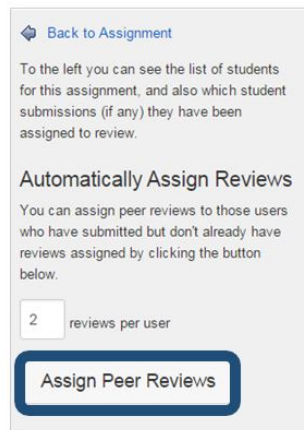 Back to Assignment
To the left you can see the list of students
for this assignment, and also which student
submissions (if any) they have been
assigned to review.
Automatically Assign Reviews
You can assign peer reviews to those users
who have submitted but don't already have
reviews assigned by clicking the button
below.
2 reviews per user
Assign Peer Reviews